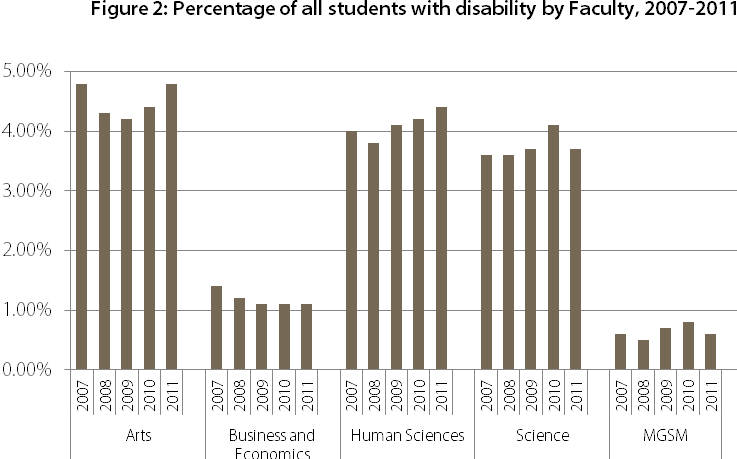 Figure 2: Percentage of all students with disability by Faculty, 2007-2011
5.00%
4.00%
3.00%
2.00%
1.00%
0.00%
2007 2008 2009 2010 2011 2007 2008 2009 2010 2011 2007 2008 2009 2010 2011 2007 2008 2009 2010 2011 2007 2008 2009 2010 2011
Arts Business and Human Sciences Science MGSM
Economics